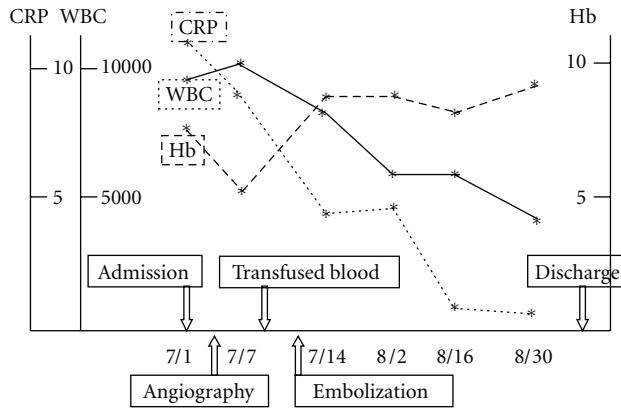 CRP WBC Hb
CRP
10 10000 10
WBC
Hb
5 5000 5
Admission Transfused blood Discharge
7/1 7/7 7/14 8/2 8/16 8/30
Angiography Embolization